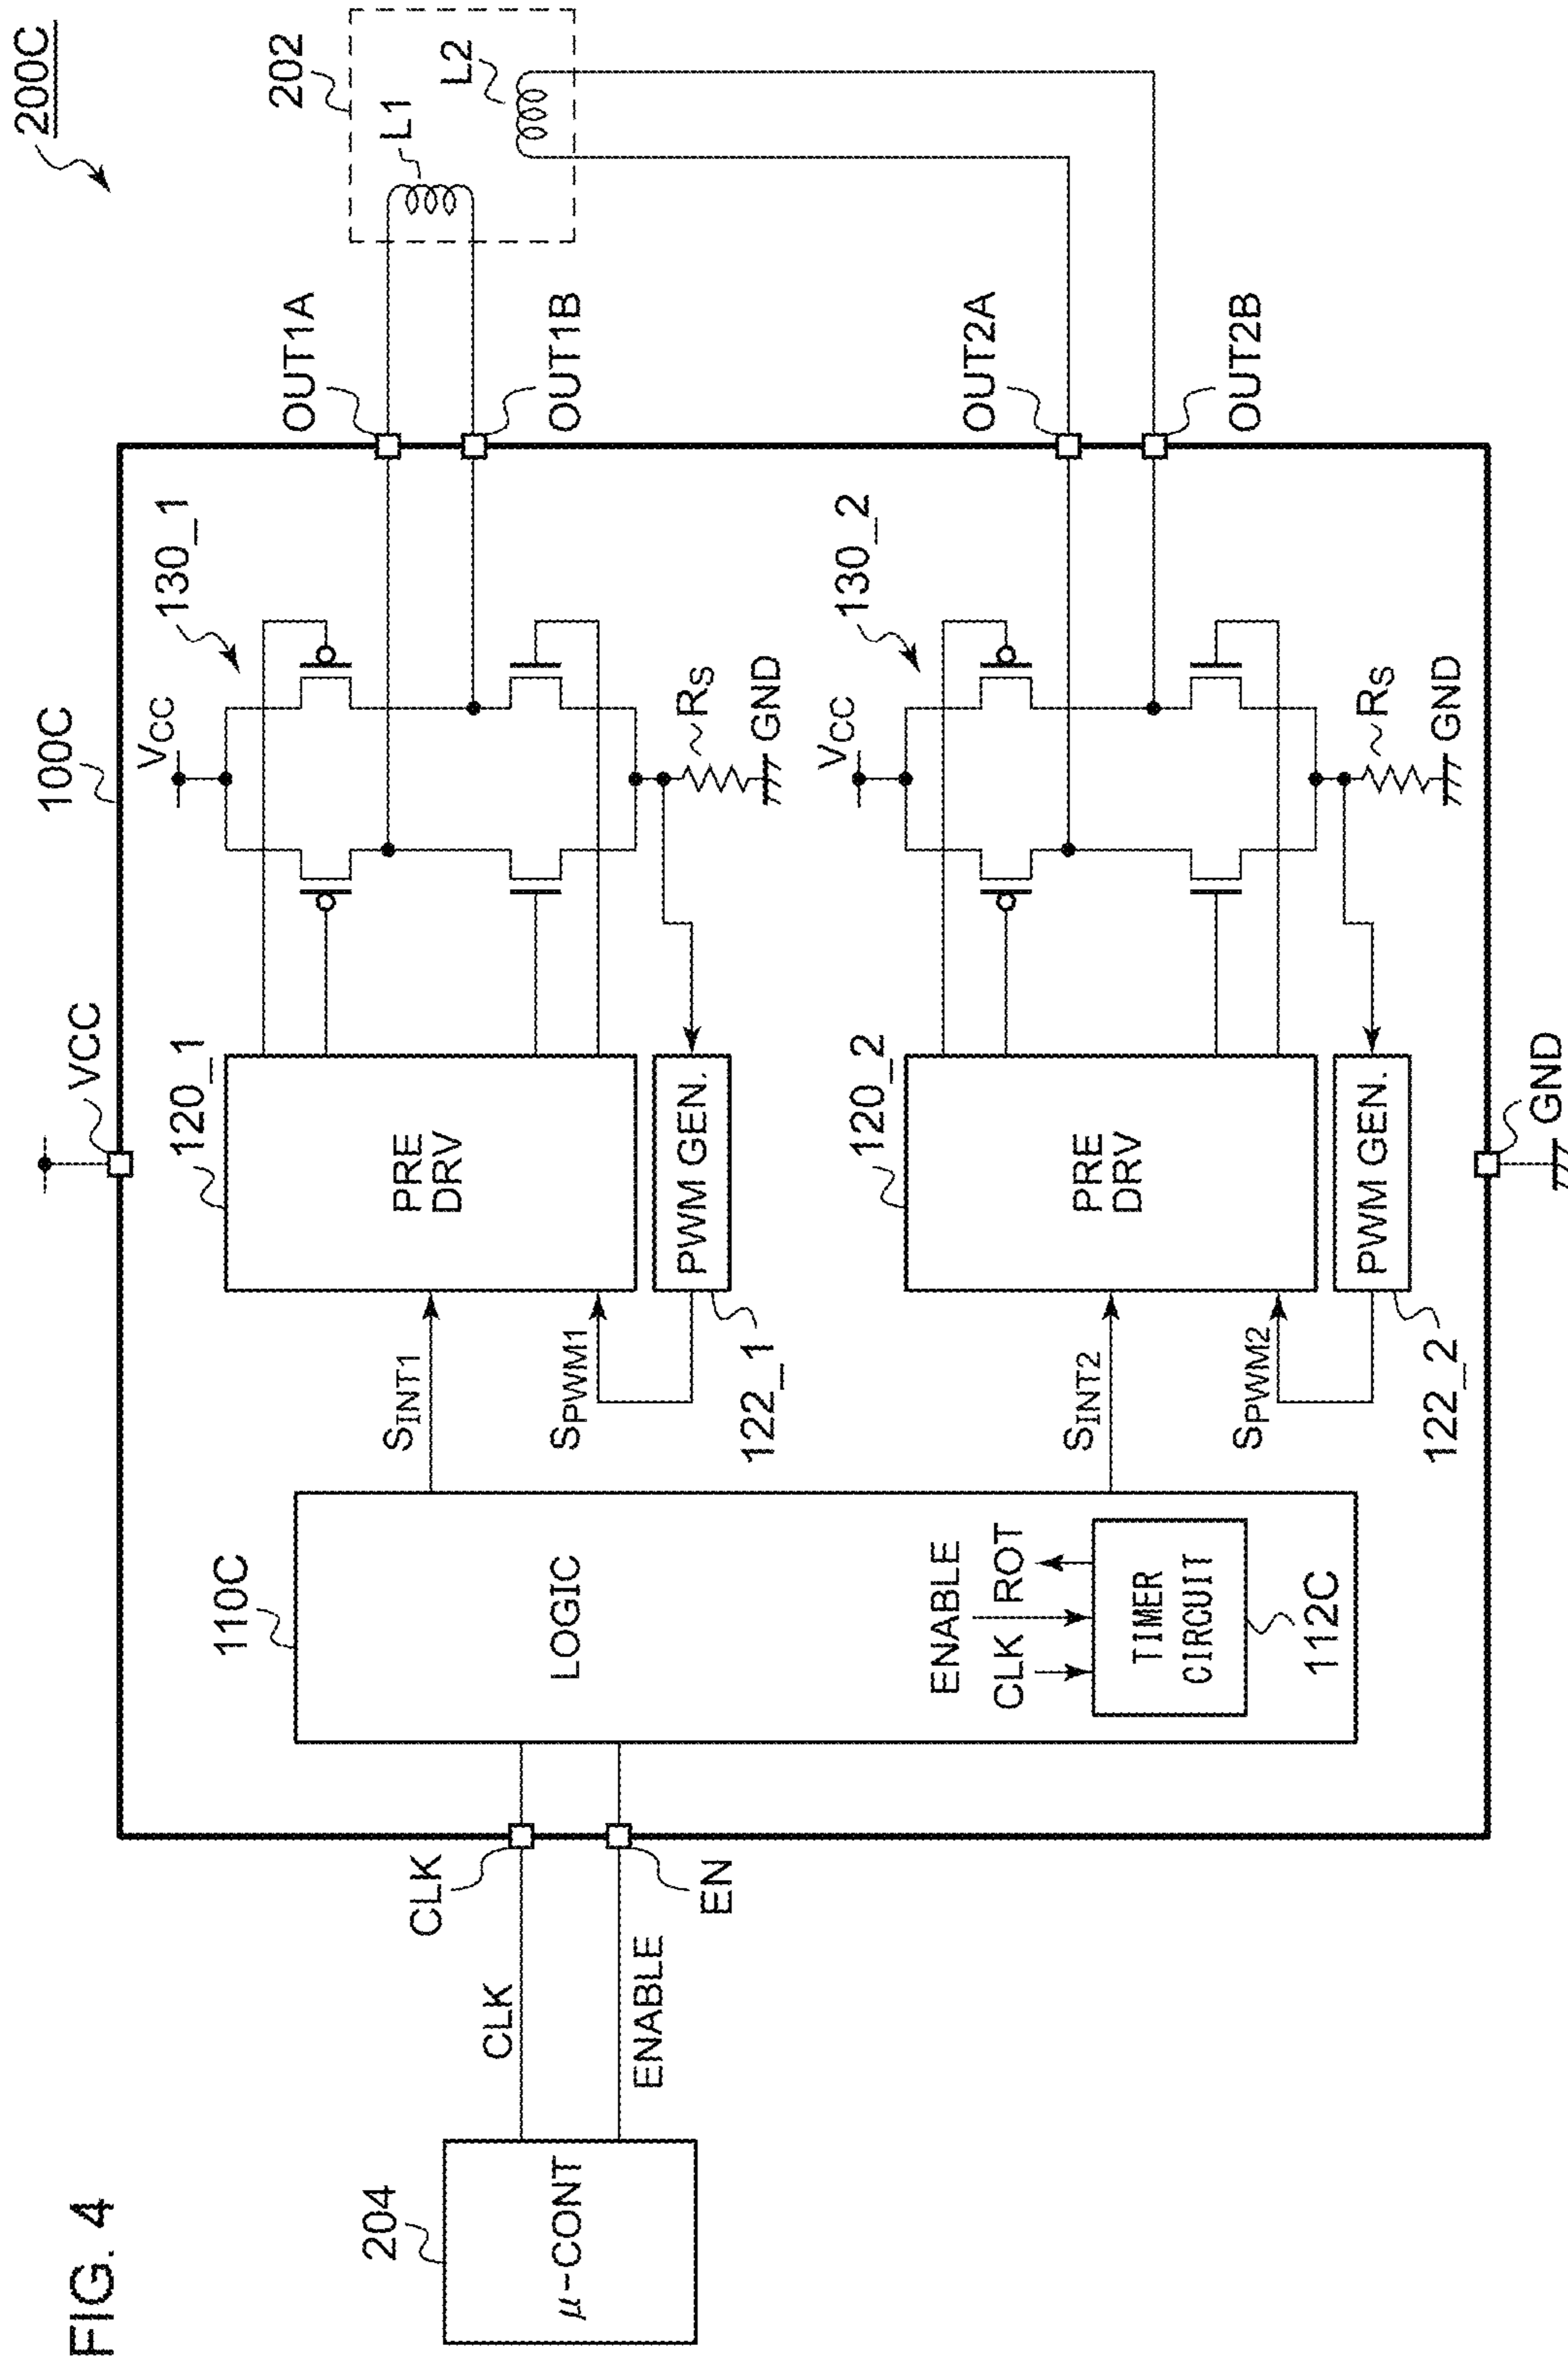 FIG. 4
200C
204
μ-CONT
CLK
ENABLE
CLK
EN
100C
VCC
110C
LOGIC
ENABLE
CLK
ROT
TIMER
CIRCUIT
112C
SINT1
SPWM1
120_1
PRE
DRV
PWM GEN.
122_1
VCC
130_1
RS
GND
OUT1A
OUT1B
202
L1
L2
SINT2
SPWM2
120_2
PRE
DRV
PWM GEN.
122_2
VCC
130_2
RS
GND
OUT2A
OUT2B
GND